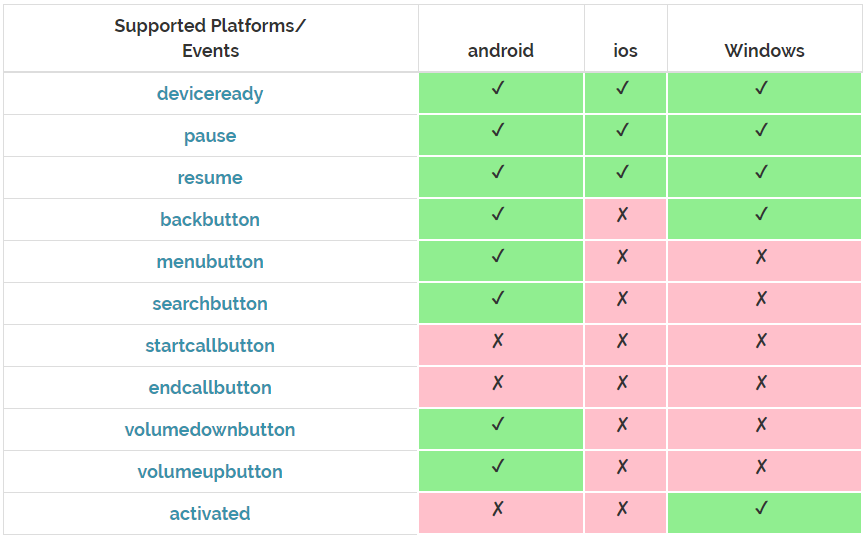 Supported Platforms/
Events android ios Windows
deviceready ✓ ✓ ✓
pause ✓ ✓ ✓
resume ✓ ✓ ✓
backbutton ✓ ✗ ✓
menubutton ✓ ✗ ✗
searchbutton ✓ ✗ ✗
startcallbutton ✗ ✗ ✗
endcallbutton ✗ ✗ ✗
volumedownbutton ✓ ✗ ✗
volumeupbutton ✓ ✗ ✗
activated ✗ ✗ ✓